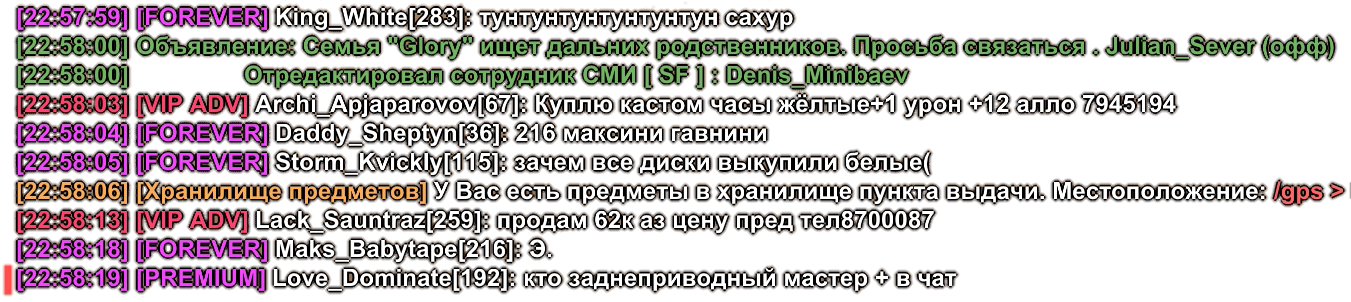 [22:57:59] [FOREVER] King_White[283]: тунтунтунтунтунтун сахур
[22:58:00] Объявление: Семья "Glory" ищет дальних родственников. Просьба связаться . Julian_Sever (офф)
[22:58:00] Отредактировал сотрудник СМИ [ SF ] : Denis_Minibaev
[22:58:03] [VIP ADV] Archi_Apjaparovov[67]: Куплю кастом часы жёлтые+1 урон +12 алло 7945194
[22:58:04] [FOREVER] Daddy_Sheptyn[36]: 216 максини гавнини
[22:58:05] [FOREVER] Storm_Kvickly[115]: зачем все диски выкупили белые(
[22:58:06] [Хранилище предметов] У Вас есть предметы в хранилище пункта выдачи. Местоположение: /gps >
[22:58:13] [VIP ADV] Lack_Sauntraz[259]: продам 62к аз цену пред тел8700087
[22:58:18] [FOREVER] Maks_Babytape[216]: Э.
[22:58:19] [PREMIUM] Love_Dominate[192]: кто заднеприводный мастер + в чат